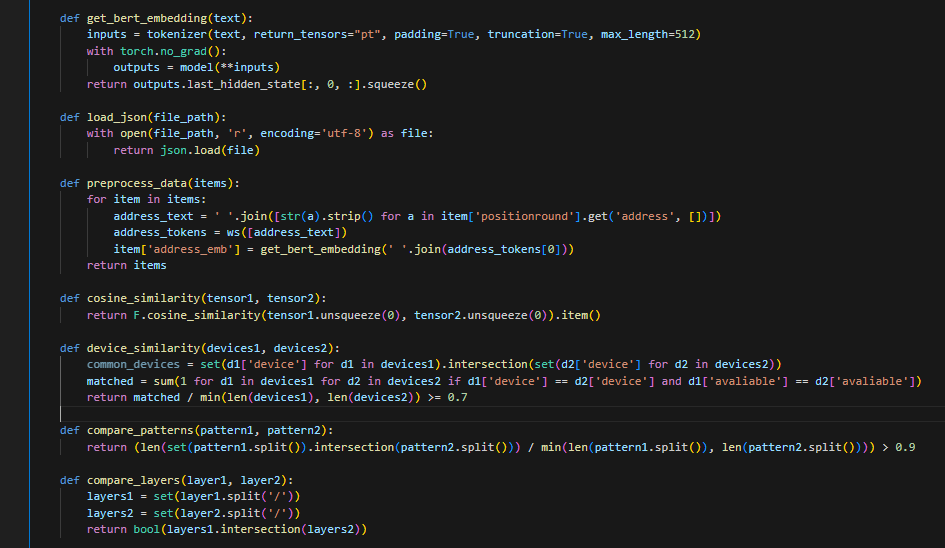 def get_bert_embedding(text):
    inputs = tokenizer(text, return_tensors="pt", padding=True, truncation=True, max_length=512)
    with torch.no_grad():
        outputs = model(**inputs)
    return outputs.last_hidden_state[:, 0, :].squeeze()

def load_json(file_path):
    with open(file_path, 'r', encoding='utf-8') as file:
        return json.load(file)

def preprocess_data(items):
    for item in items:
        address_text = ' '.join([str(a).strip() for a in item['positionround'].get('address', [])])
        address_tokens = ws([address_text])
        item['address_emb'] = get_bert_embedding(' '.join(address_tokens[0]))
    return items

def cosine_similarity(tensor1, tensor2):
    return F.cosine_similarity(tensor1.unsqueeze(0), tensor2.unsqueeze(0)).item()

def device_similarity(devices1, devices2):
    common_devices = set(d1['device'] for d1 in devices1).intersection(set(d2['device'] for d2 in devices2))
    matched = sum(1 for d1 in devices1 for d2 in devices2 if d1['device'] == d2['device'] and d1['avaliable'] == d2['avaliable'])
    return matched / min(len(devices1), len(devices2)) >= 0.7

def compare_patterns(pattern1, pattern2):
    return (len(set(pattern1.split()).intersection(pattern2.split())) / min(len(pattern1.split()), len(pattern2.split()))) > 0.9

def compare_layers(layer1, layer2):
    layers1 = set(layer1.split('/'))
    layers2 = set(layer2.split('/'))
    return bool(layers1.intersection(layers2))